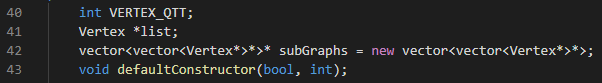 40 int VERTEX_QTT;
41 Vertex *list;
42 vector<vector<Vertex*>*>* subGraphs = new vector<vector<Vertex*>*>;
43 void defaultConstructor(bool, int);